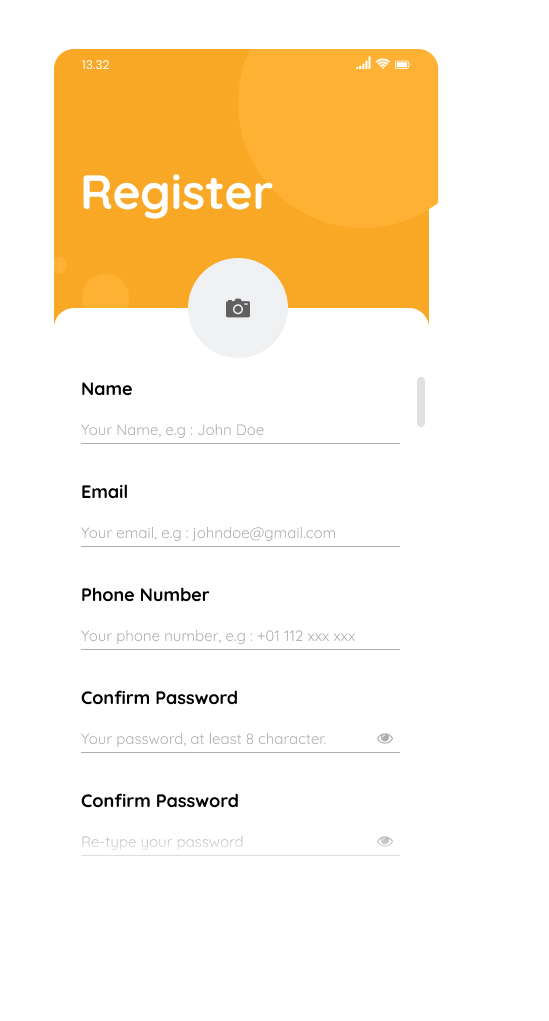 13.32
Register
Name
Your Name, e.g : John Doe
Email
Your email, e.g : johndoe@gmail.com
Phone Number
Your phone number, e.g : +01 112 xxx xxx
Confirm Password
Your password, at least 8 character.
Confirm Password
Re-type your password